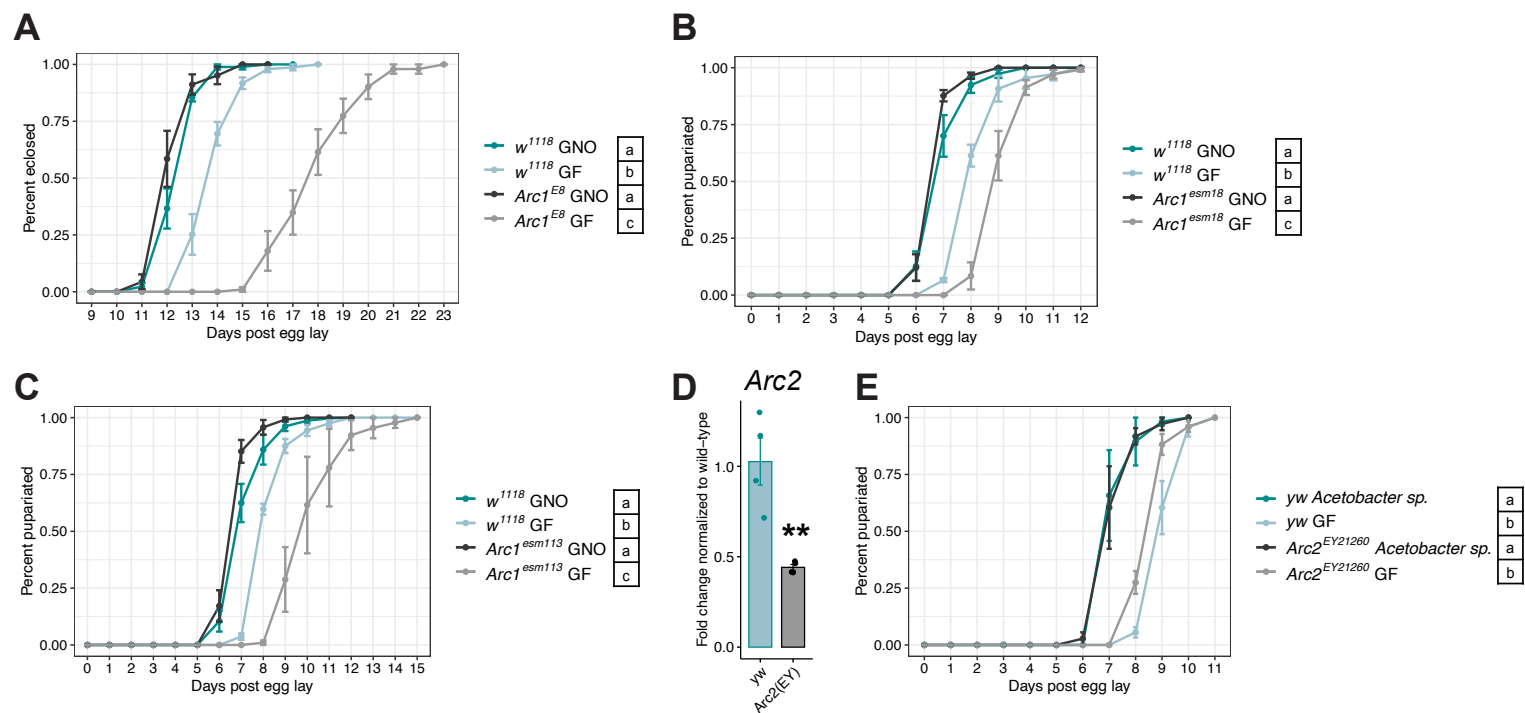 A
Percent eclosed
1.00
0.75
0.50
0.25
0.00
9 10 11 12 13 14 15 16 17 18 19 20 21 22 23
Days post egg lay
w1118 GNO a
w1118 GF b
Arc1E8 GNO a
Arc1E8 GF c
B
Percent pupariated
1.00
0.75
0.50
0.25
0.00
0 1 2 3 4 5 6 7 8 9 10 11 12
Days post egg lay
w1118 GNO a
w1118 GF b
Arc1esm18 GNO a
Arc1esm18 GF c
C
Percent pupariated
1.00
0.75
0.50
0.25
0.00
0 1 2 3 4 5 6 7 8 9 10 11 12 13 14 15
Days post egg lay
w1118 GNO a
w1118 GF b
Arc1esm113 GNO a
Arc1esm113 GF c
D
Arc2
Fold change normalized to wild−type
1.0
0.5
0.0
**
yw
Arc2(EY)
E
Percent pupariated
1.00
0.75
0.50
0.25
0.00
0 1 2 3 4 5 6 7 8 9 10 11
Days post egg lay
yw Acetobacter sp. a
yw GF b
Arc2EY21260 Acetobacter sp. a
Arc2EY21260 GF b